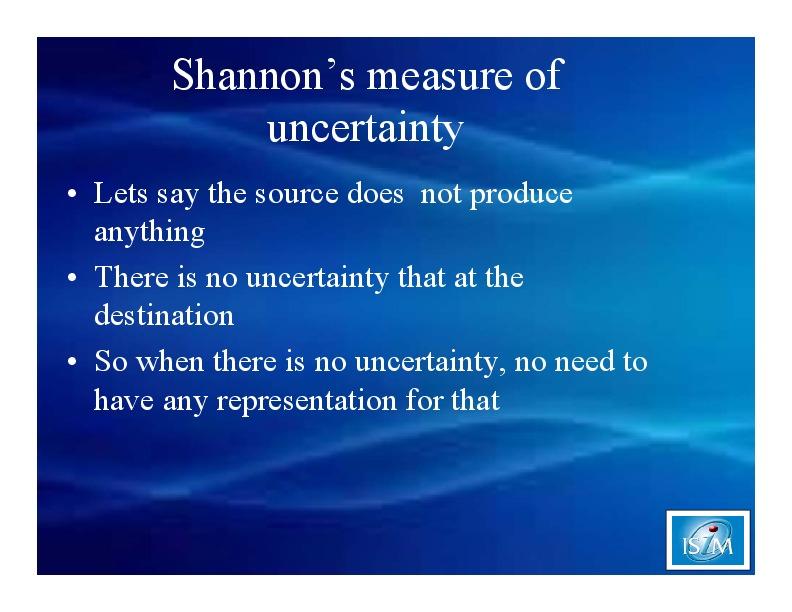 Shannon’s measure of
uncertainty
• Lets say the source does  not produce
anything
• There is no uncertainty that at the
destination
• So when there is no uncertainty, no need to
have any representation for that
ISiM